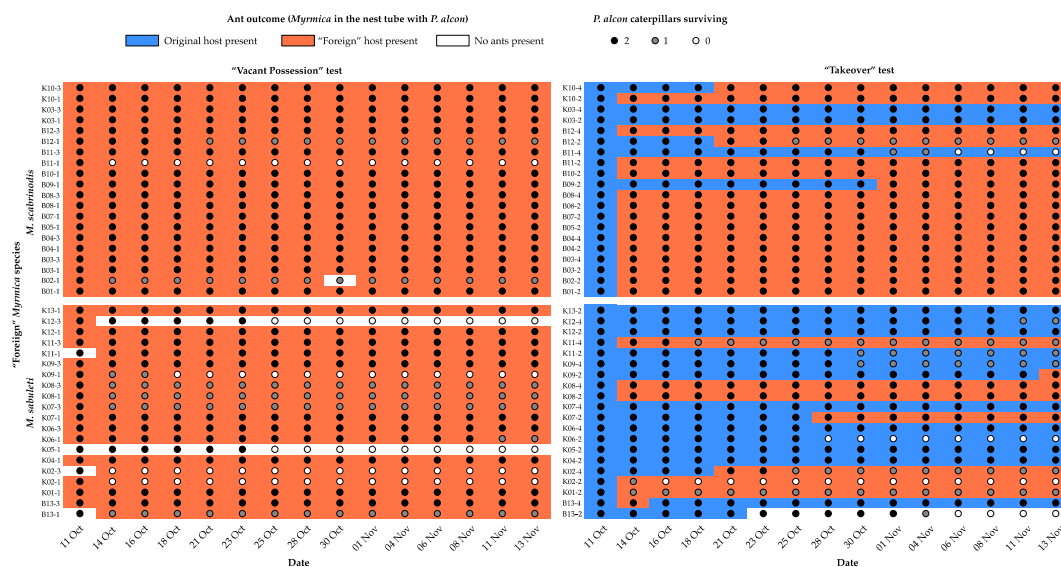 Ant outcome (Myrmica in the nest tube with P. alcon)
P. alcon caterpillars surviving
Original host present
"Foreign" host present
No ants present
2
1
0
"Vacant Possession" test
"Takeover" test
"Foreiign" Myrmica species
M. scabrinodis
K10-3
K10-1
K03-3
K03-1
B12-3
B12-1
B11-3
B11-1
B10-1
B09-1
B08-3
B08-1
B07-1
B05-1
B04-3
B04-1
B03-3
B03-1
B02-1
B01-1
M. sabuleti
K13-1
K12-3
K12-1
K11-3
K11-1
K09-3
K09-1
K08-3
K08-1
K07-3
K07-1
K06-3
K06-1
K05-1
K04-1
K02-3
K02-1
K01-1
B13-3
B13-1
K10-4
K10-2
K03-4
K03-2
B12-4
B12-2
B11-4
B11-2
B10-2
B09-2
B08-4
B08-2
B07-2
B05-2
B04-4
B04-2
B03-4
B03-2
B02-2
B01-2
K13-2
K12-4
K12-2
K11-4
K11-2
K09-4
K09-2
K08-4
K08-2
K07-4
K07-2
K06-4
K06-2
K05-2
K04-2
K02-4
K02-2
K01-2
B13-4
B13-2
11 Oct
14 Oct
16 Oct
18 Oct
21 Oct
23 Oct
25 Oct
28 Oct
30 Oct
01 Nov
04 Nov
06 Nov
08 Nov
11 Nov
13 Nov
11 Oct
14 Oct
16 Oct
18 Oct
21 Oct
23 Oct
25 Oct
28 Oct
30 Oct
01 Nov
04 Nov
06 Nov
08 Nov
11 Nov
13 Nov
Date
Date